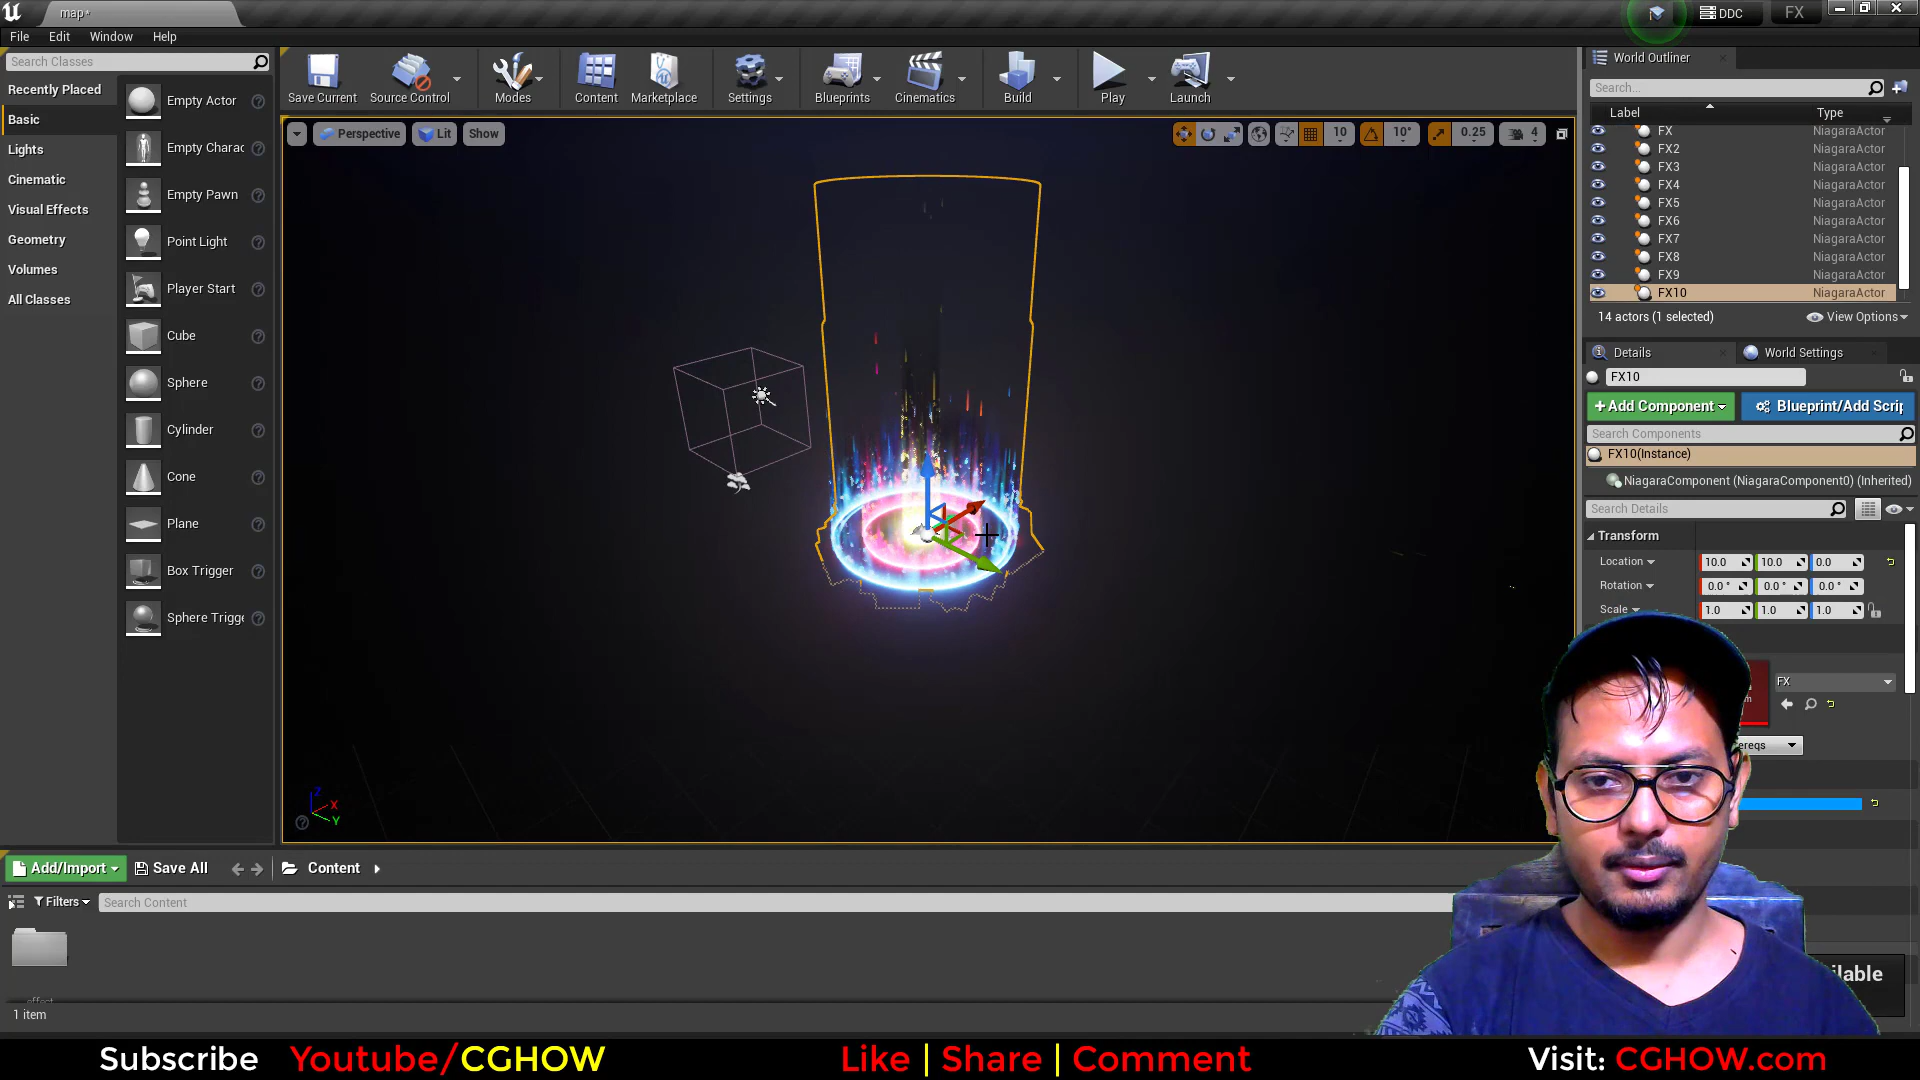 map*
DDC
FX
File Edit Window Help
Search Classes
Recently Placed
Basic
Lights
Cinematic
Visual Effects
Geometry
Volumes
All Classes
Empty Actor
Empty Charac
Empty Pawn
Point Light
Player Start
Cube
Sphere
Cylinder
Cone
Plane
Box Trigger
Sphere Trigge
Save Current Source Control Modes Content Marketplace Settings Blueprints Cinematics Build Play Launch
Perspective Lit Show
10 10° 0.25 4
Z
X
Y
World Outliner
Search...
Label Type
FX NiagaraActor
FX2 NiagaraActor
FX3 NiagaraActor
FX4 NiagaraActor
FX5 NiagaraActor
FX6 NiagaraActor
FX7 NiagaraActor
FX8 NiagaraActor
FX9 NiagaraActor
FX10 NiagaraActor
14 actors (1 selected) View Options
Details World Settings
FX10
+Add Component Blueprint/Add Scrip
Search Components
FX10(Instance)
NiagaraComponent (NiagaraComponent0) (Inherited)
Search Details
Transform
Location 10.0 10.0 0.0
Rotation 0.0° 0.0° 0.0°
Scale 1.0 1.0 1.0
FX
ereqs
ilable
Add/Import Save All Content
Filters Search Content
effect
1 item
Subscribe Youtube/CGHOW Like | Share | Comment Visit: CGHOW.com